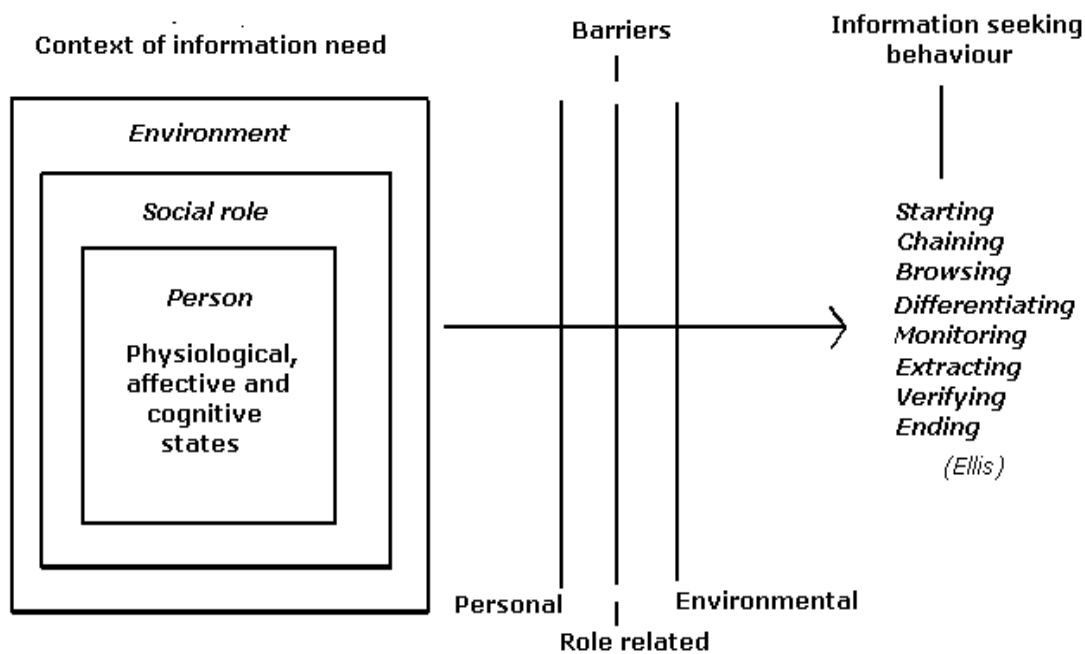 Context of information need
Barriers
Information seeking
behaviour
Environment
Social role
Person
Physiological,
affective and
cognitive
states
Starting
Chaining
Browsing
Differentiating
Monitoring
Extracting
Verifying
Ending
(Ellis)
Personal
Environmental
Role related